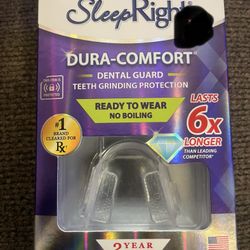 SleepRight
DURA-COMFORT
DENTAL GUARD
TEETH GRINDING PROTECTION
READY TO WEAR
NO BOILING
#1
BRAND
CLEARED FOR
Rx
LASTS
6x
LONGER
THAN LEADING
COMPETITOR*
3 YEAR